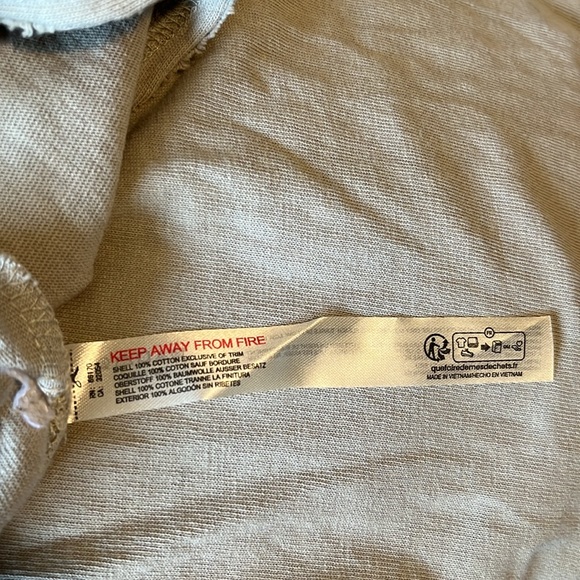 KEEP AWAY FROM FIRE
SHELL 100% COTTON EXCLUSIVE OF TRIM
COQUILLE 100% COTON SAUF BORDURE
OBERSTOFF 100% BAUMWOLLE AUSSER BESATZ
SHELL 100% COTONE TRANNE LA FINITURA
EXTERIOR 100% ALGODÓN SIN RIBETES
FR
OU
quefairedemesdechets.fr
MADE IN VIETNAM/HECHO EN VIETNAM